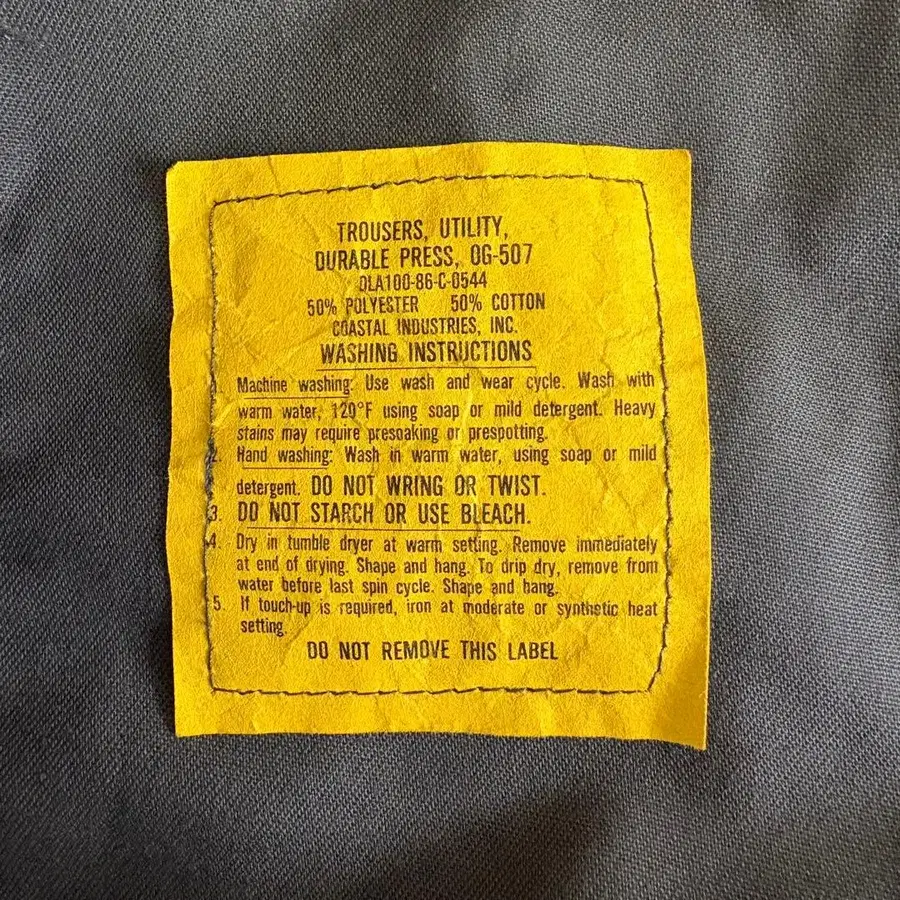 TROUSERS, UTILITY,
DURABLE PRESS, OG-507
DLA100-86-C-0544
50% POLYESTER 50% COTTON
COASTAL INDUSTRIES, INC.
WASHING INSTRUCTIONS
1. Machine washing: Use wash and wear cycle. Wash with
warm water, 120°F using soap or mild detergent. Heavy
stains may require presoaking or prespotting.
2. Hand washing: Wash in warm water, using soap or mild
detergent. DO NOT WRING OR TWIST.
3. DO NOT STARCH OR USE BLEACH.
4. Dry in tumble dryer at warm setting. Remove immediately
at end of drying. Shape and hang. To drip dry, remove from
water before last spin cycle. Shape and hang.
5. If touch-up is required, iron at moderate or synthetic heat
setting.
DO NOT REMOVE THIS LABEL